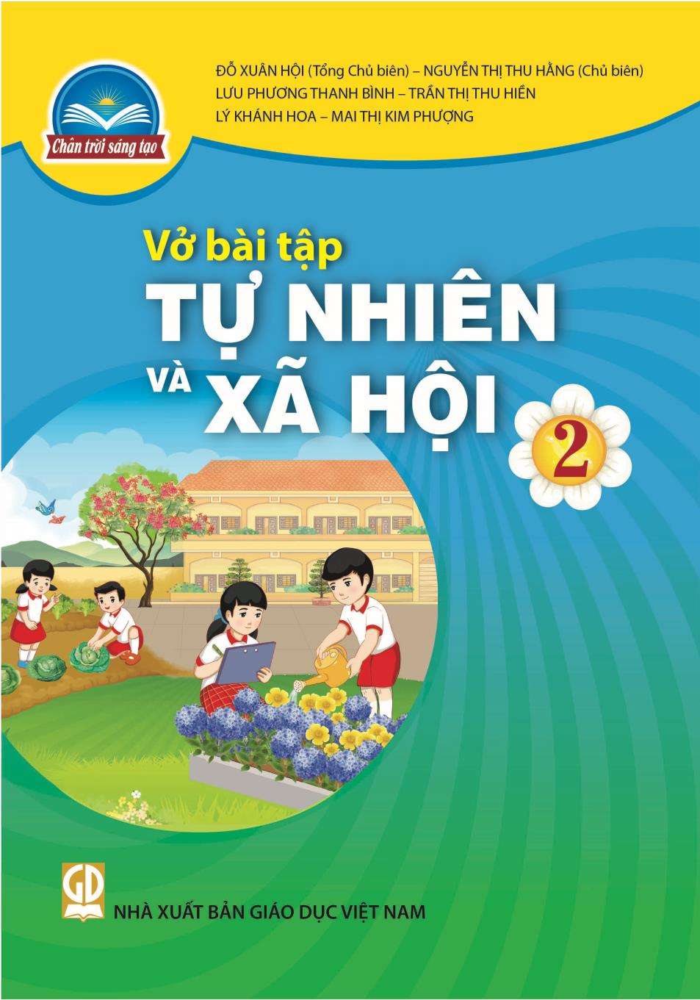 ĐỖ XUÂN HỘI (Tổng Chủ biên) – NGUYỄN THỊ THU HẰNG (Chủ biên)
LƯU PHƯƠNG THANH BÌNH – TRẦN THỊ THU HIỀN
LÝ KHÁNH HOA – MAI THỊ KIM PHƯỢNG
Chân trời sáng tạo
Vở bài tập
TỰ NHIÊN
VÀ XÃ HỘI
2
GD
NHÀ XUẤT BẢN GIÁO DỤC VIỆT NAM